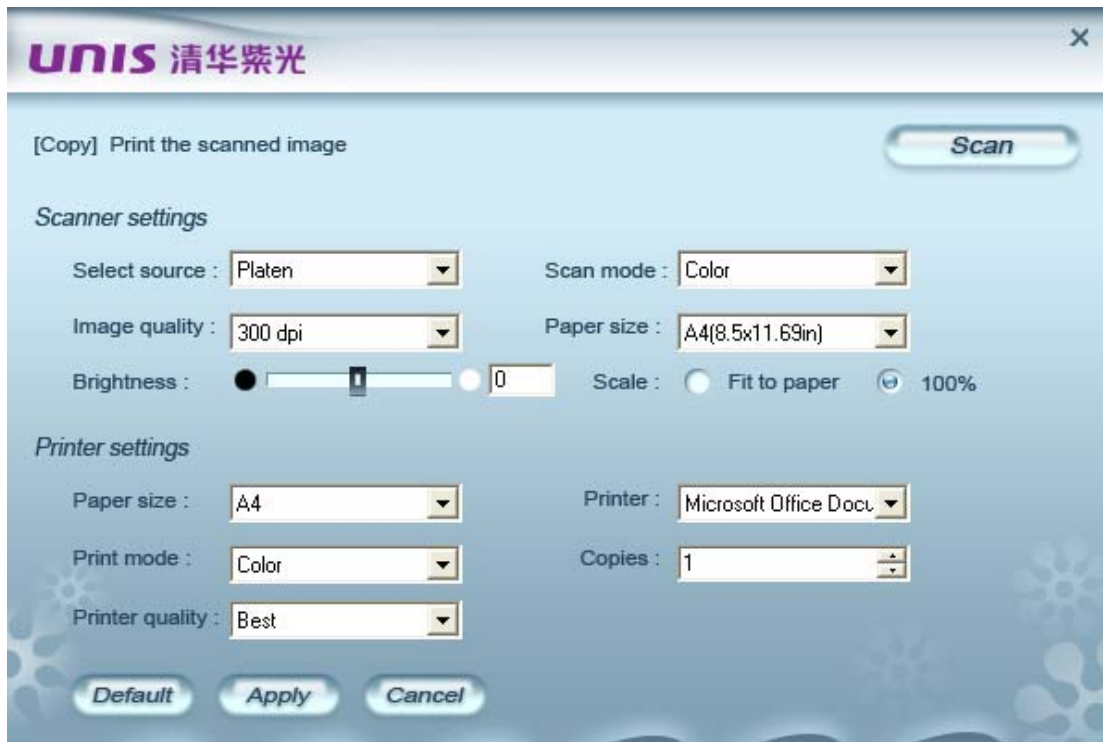 UNIS 清华紫光
[Copy] Print the scanned image
Scan
Scanner settings
Select source : Platen Scan mode : Color
Image quality : 300 dpi Paper size : A4(8.5x11.69in)
Brightness : 0 Scale : Fit to paper 100%
Printer settings
Paper size : A4 Printer : Microsoft Office Docu
Print mode : Color Copies : 1
Printer quality : Best
Default Apply Cancel